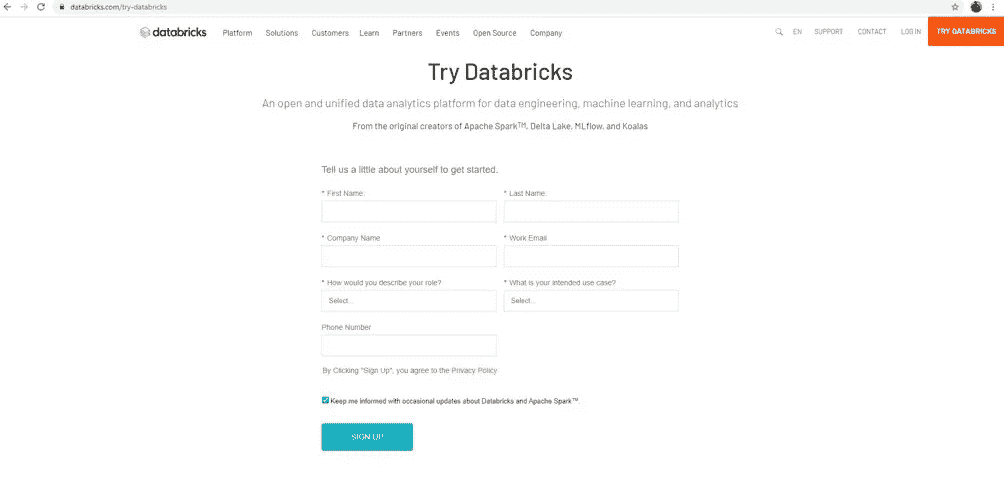 databricks.com/try-databricks
databricks Platform Solutions Customers Learn Partners Events Open Source Company EN SUPPORT CONTACT LOG IN TRY DATABRICKS
Try Databricks
An open and unified data analytics platform for data engineering, machine learning, and analytics
From the original creators of Apache Spark™, Delta Lake, MLflow, and Koalas
Tell us a little about yourself to get started.
* First Name: * Last Name:
* Company Name * Work Email
* How would you describe your role? * What is your intended use case?
Select... Select...
Phone Number
By Clicking "Sign Up", you agree to the Privacy Policy
Keep me informed with occasional updates about Databricks and Apache Spark™.
SIGN UP